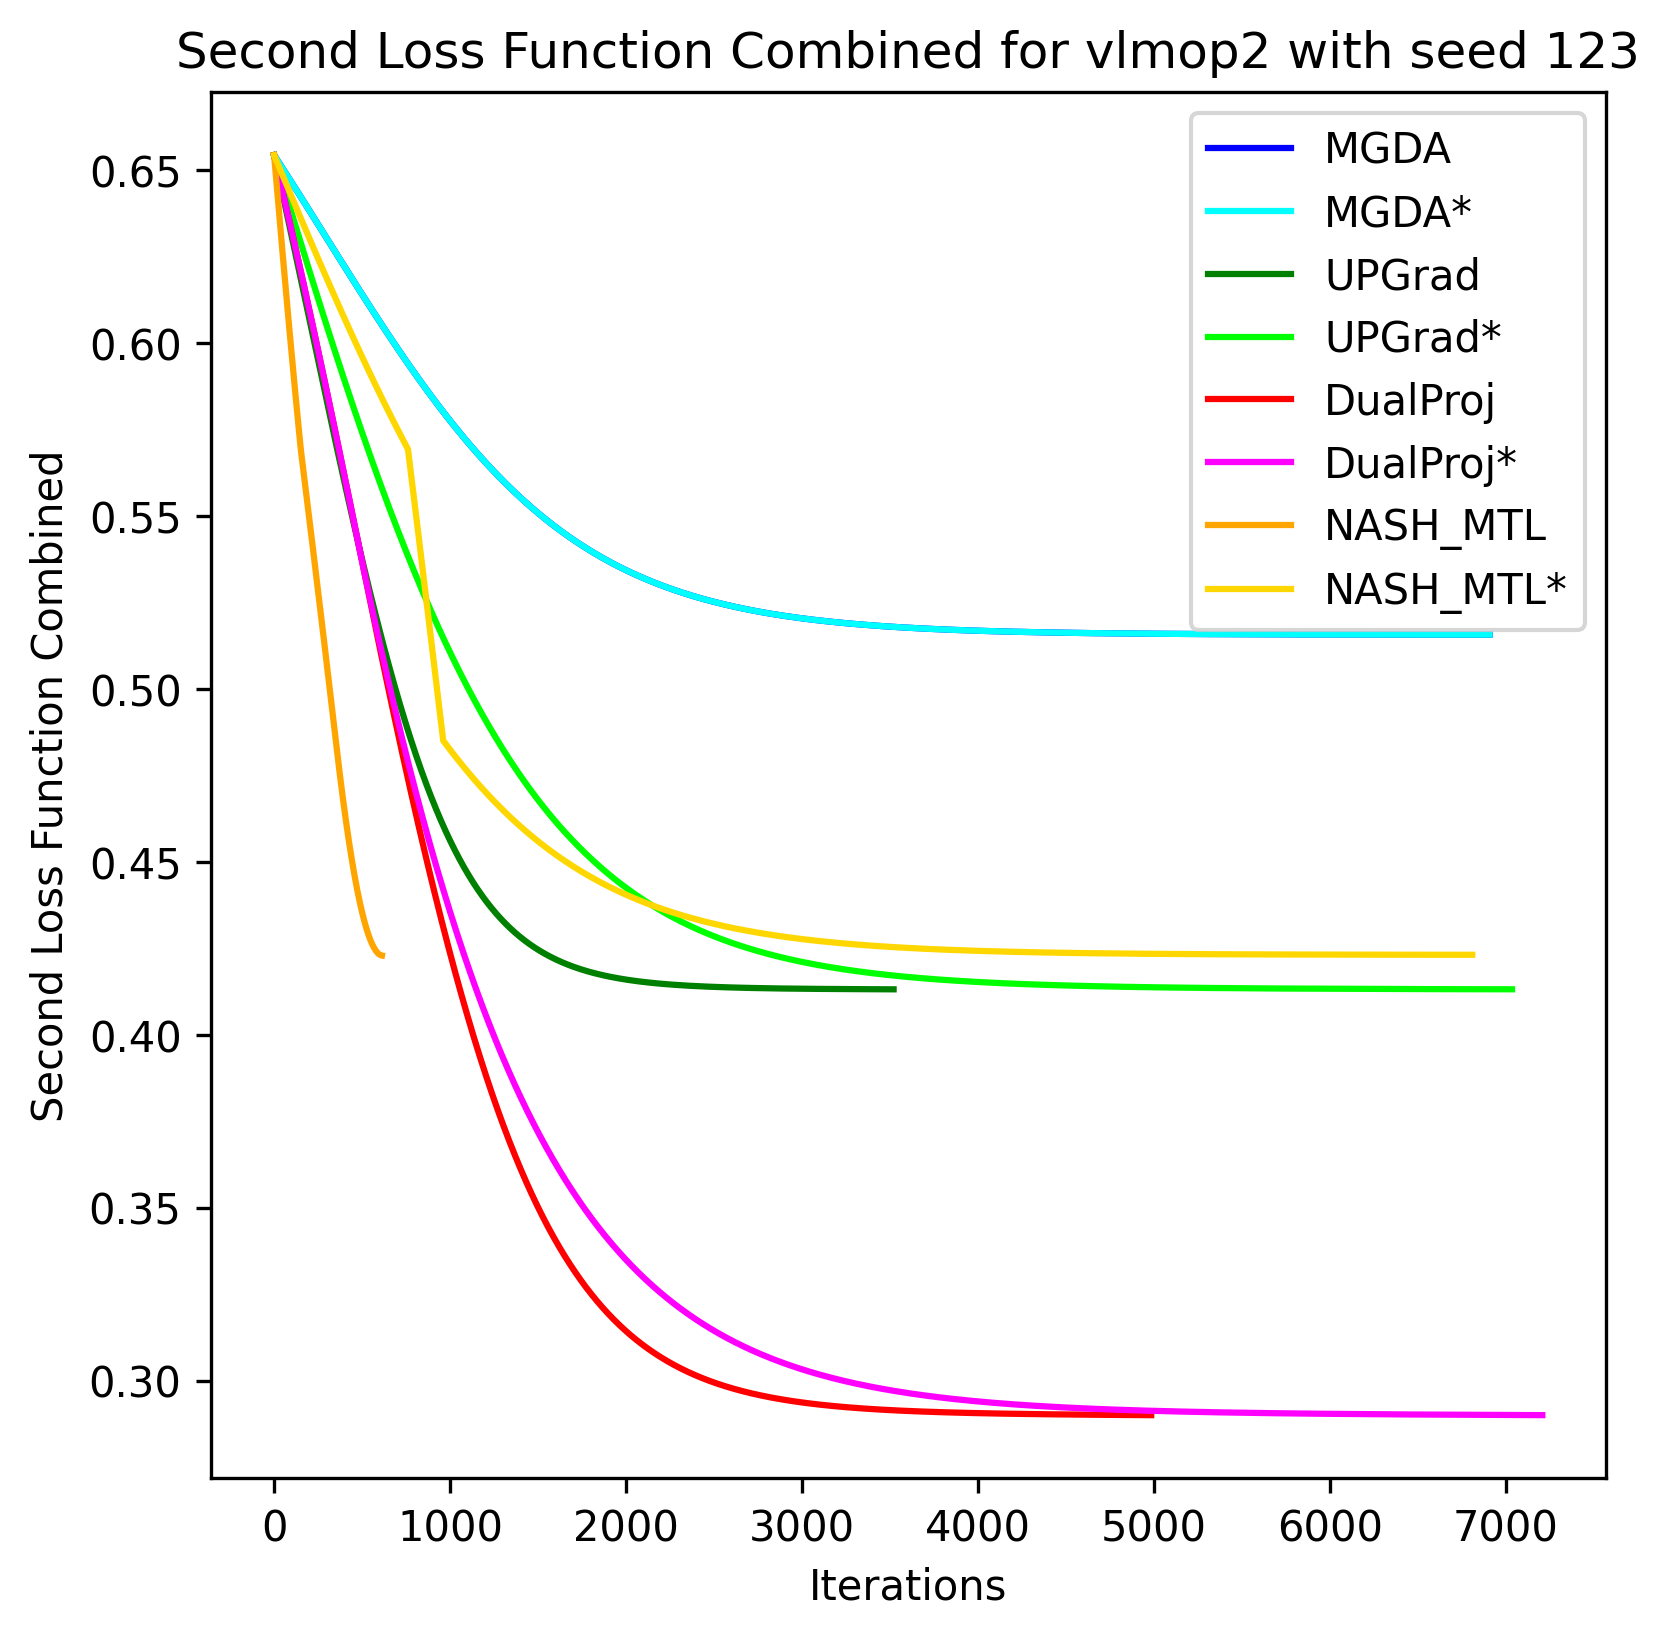 Second Loss Function Combined for vlmop2 with seed 123
MGDA
MGDA*
UPGrad
UPGrad*
DualProj
DualProj*
NASH_MTL
NASH_MTL*
Second Loss Function Combined
0.65
0.60
0.55
0.50
0.45
0.40
0.35
0.30
0 1000 2000 3000 4000 5000 6000 7000
Iterations